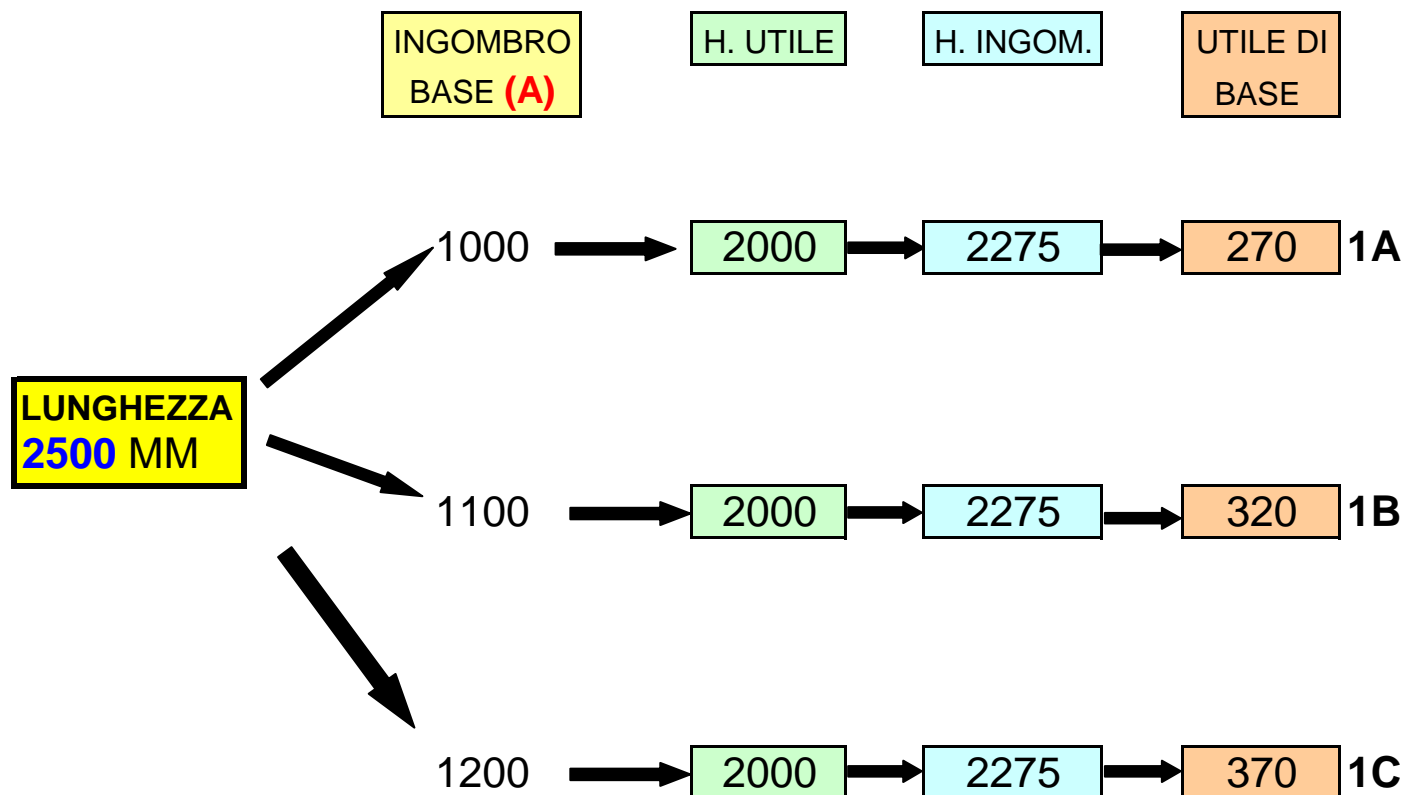 INGOMBRO
BASE (A)
H. UTILE
H. INGOM.
UTILE DI
BASE
1000
2000
2275
270
1A
LUNGHEZZA
2500 MM
1100
2000
2275
320
1B
1200
2000
2275
370
1C